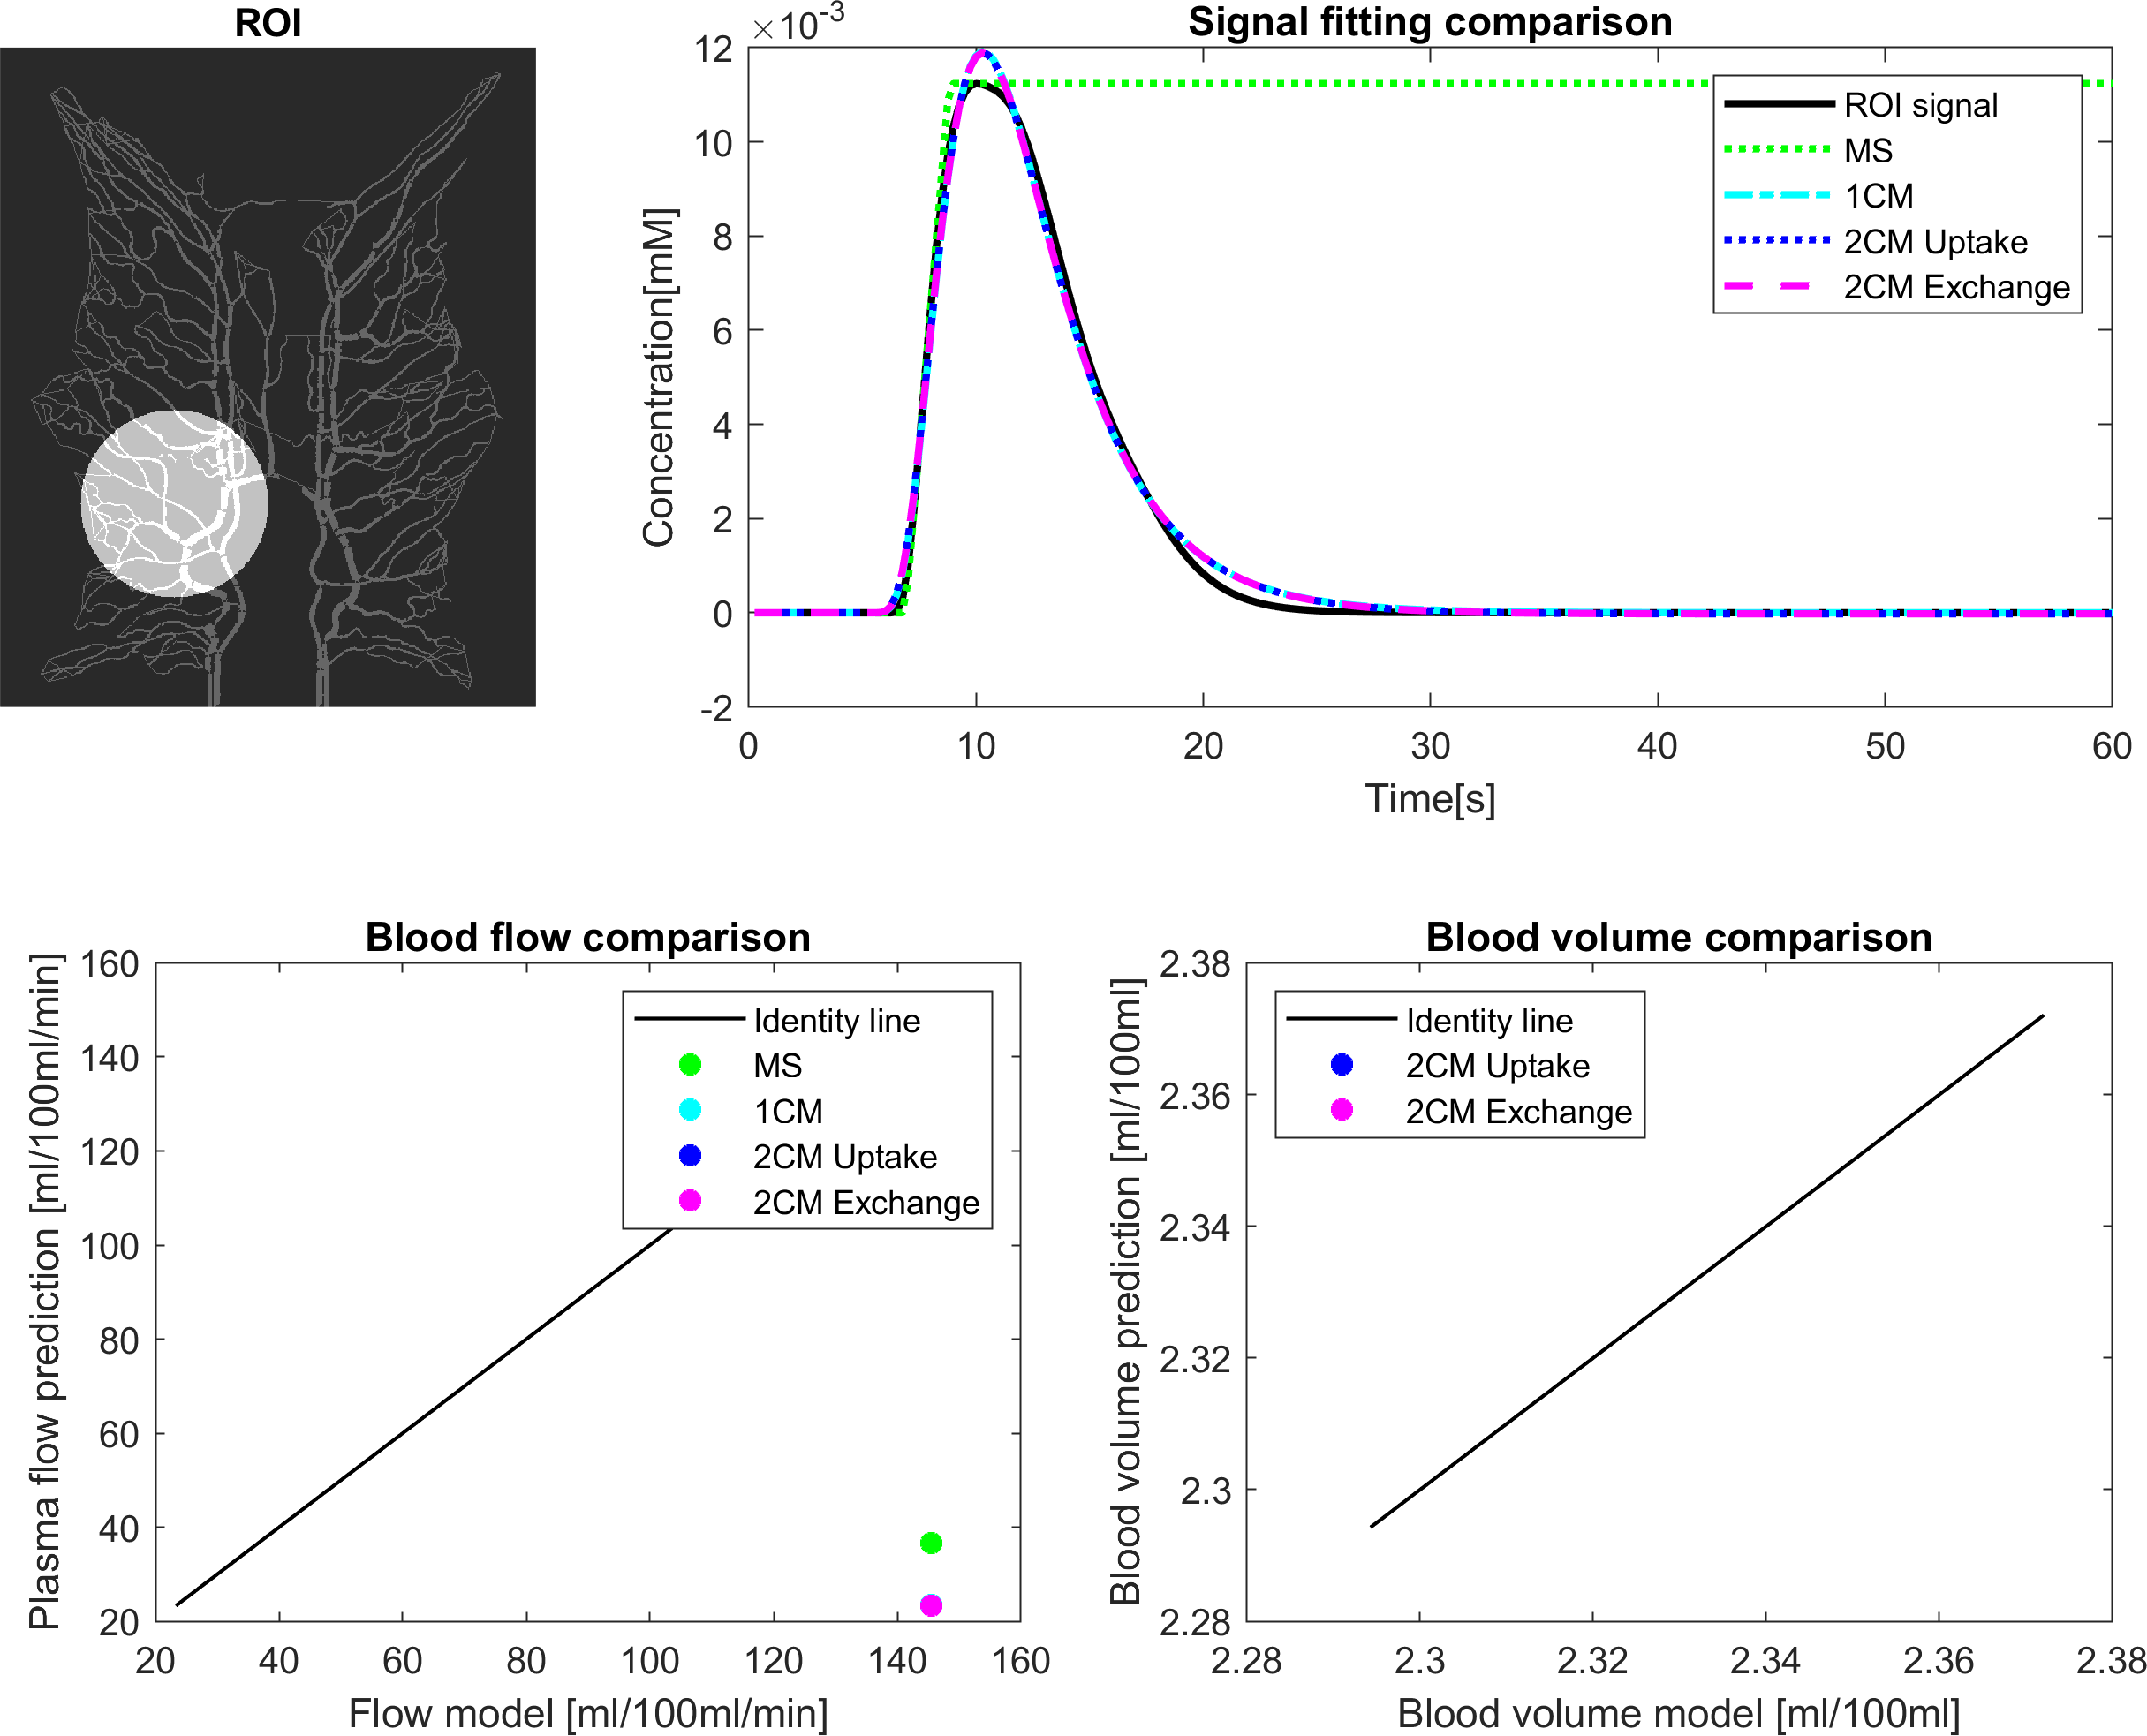 ROI
Signal fitting comparison
×10-3
12
10
8
6
4
2
0
-2
Concentration[mM]
0 10 20 30 40 50 60
Time[s]
ROI signal
MS
1CM
2CM Uptake
2CM Exchange
Blood flow comparison
160
140
120
100
80
60
40
20
Plasma flow prediction [ml/100ml/min]
20 40 60 80 100 120 140 160
Flow model [ml/100ml/min]
Identity line
MS
1CM
2CM Uptake
2CM Exchange
Blood volume comparison
2.38
2.36
2.34
2.32
2.3
2.28
Blood volume prediction [ml/100ml]
2.28 2.3 2.32 2.34 2.36 2.38
Blood volume model [ml/100ml]
Identity line
2CM Uptake
2CM Exchange